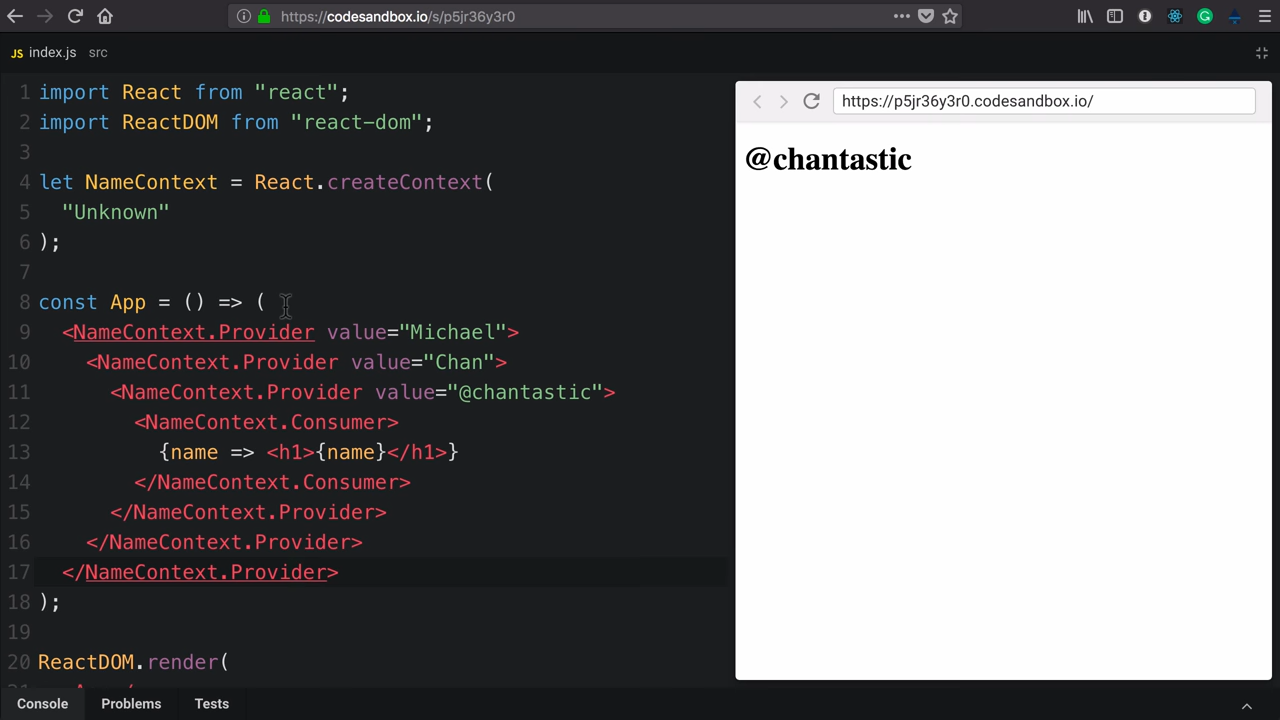 https://codesandbox.io/s/p5jr36y3r0
JS index.js src
1 import React from "react";
2 import ReactDOM from "react-dom";
3
4 let NameContext = React.createContext(
5 "Unknown"
6 );
7
8 const App = () => (
9 <NameContext.Provider value="Michael">
10 <NameContext.Provider value="Chan">
11 <NameContext.Provider value="@chantastic">
12 <NameContext.Consumer>
13 {name => <h1>{name}</h1>}
14 </NameContext.Consumer>
15 </NameContext.Provider>
16 </NameContext.Provider>
17 </NameContext.Provider>
18 );
19
20 ReactDOM.render(
https://p5jr36y3r0.codesandbox.io/
@chantastic
Console Problems Tests